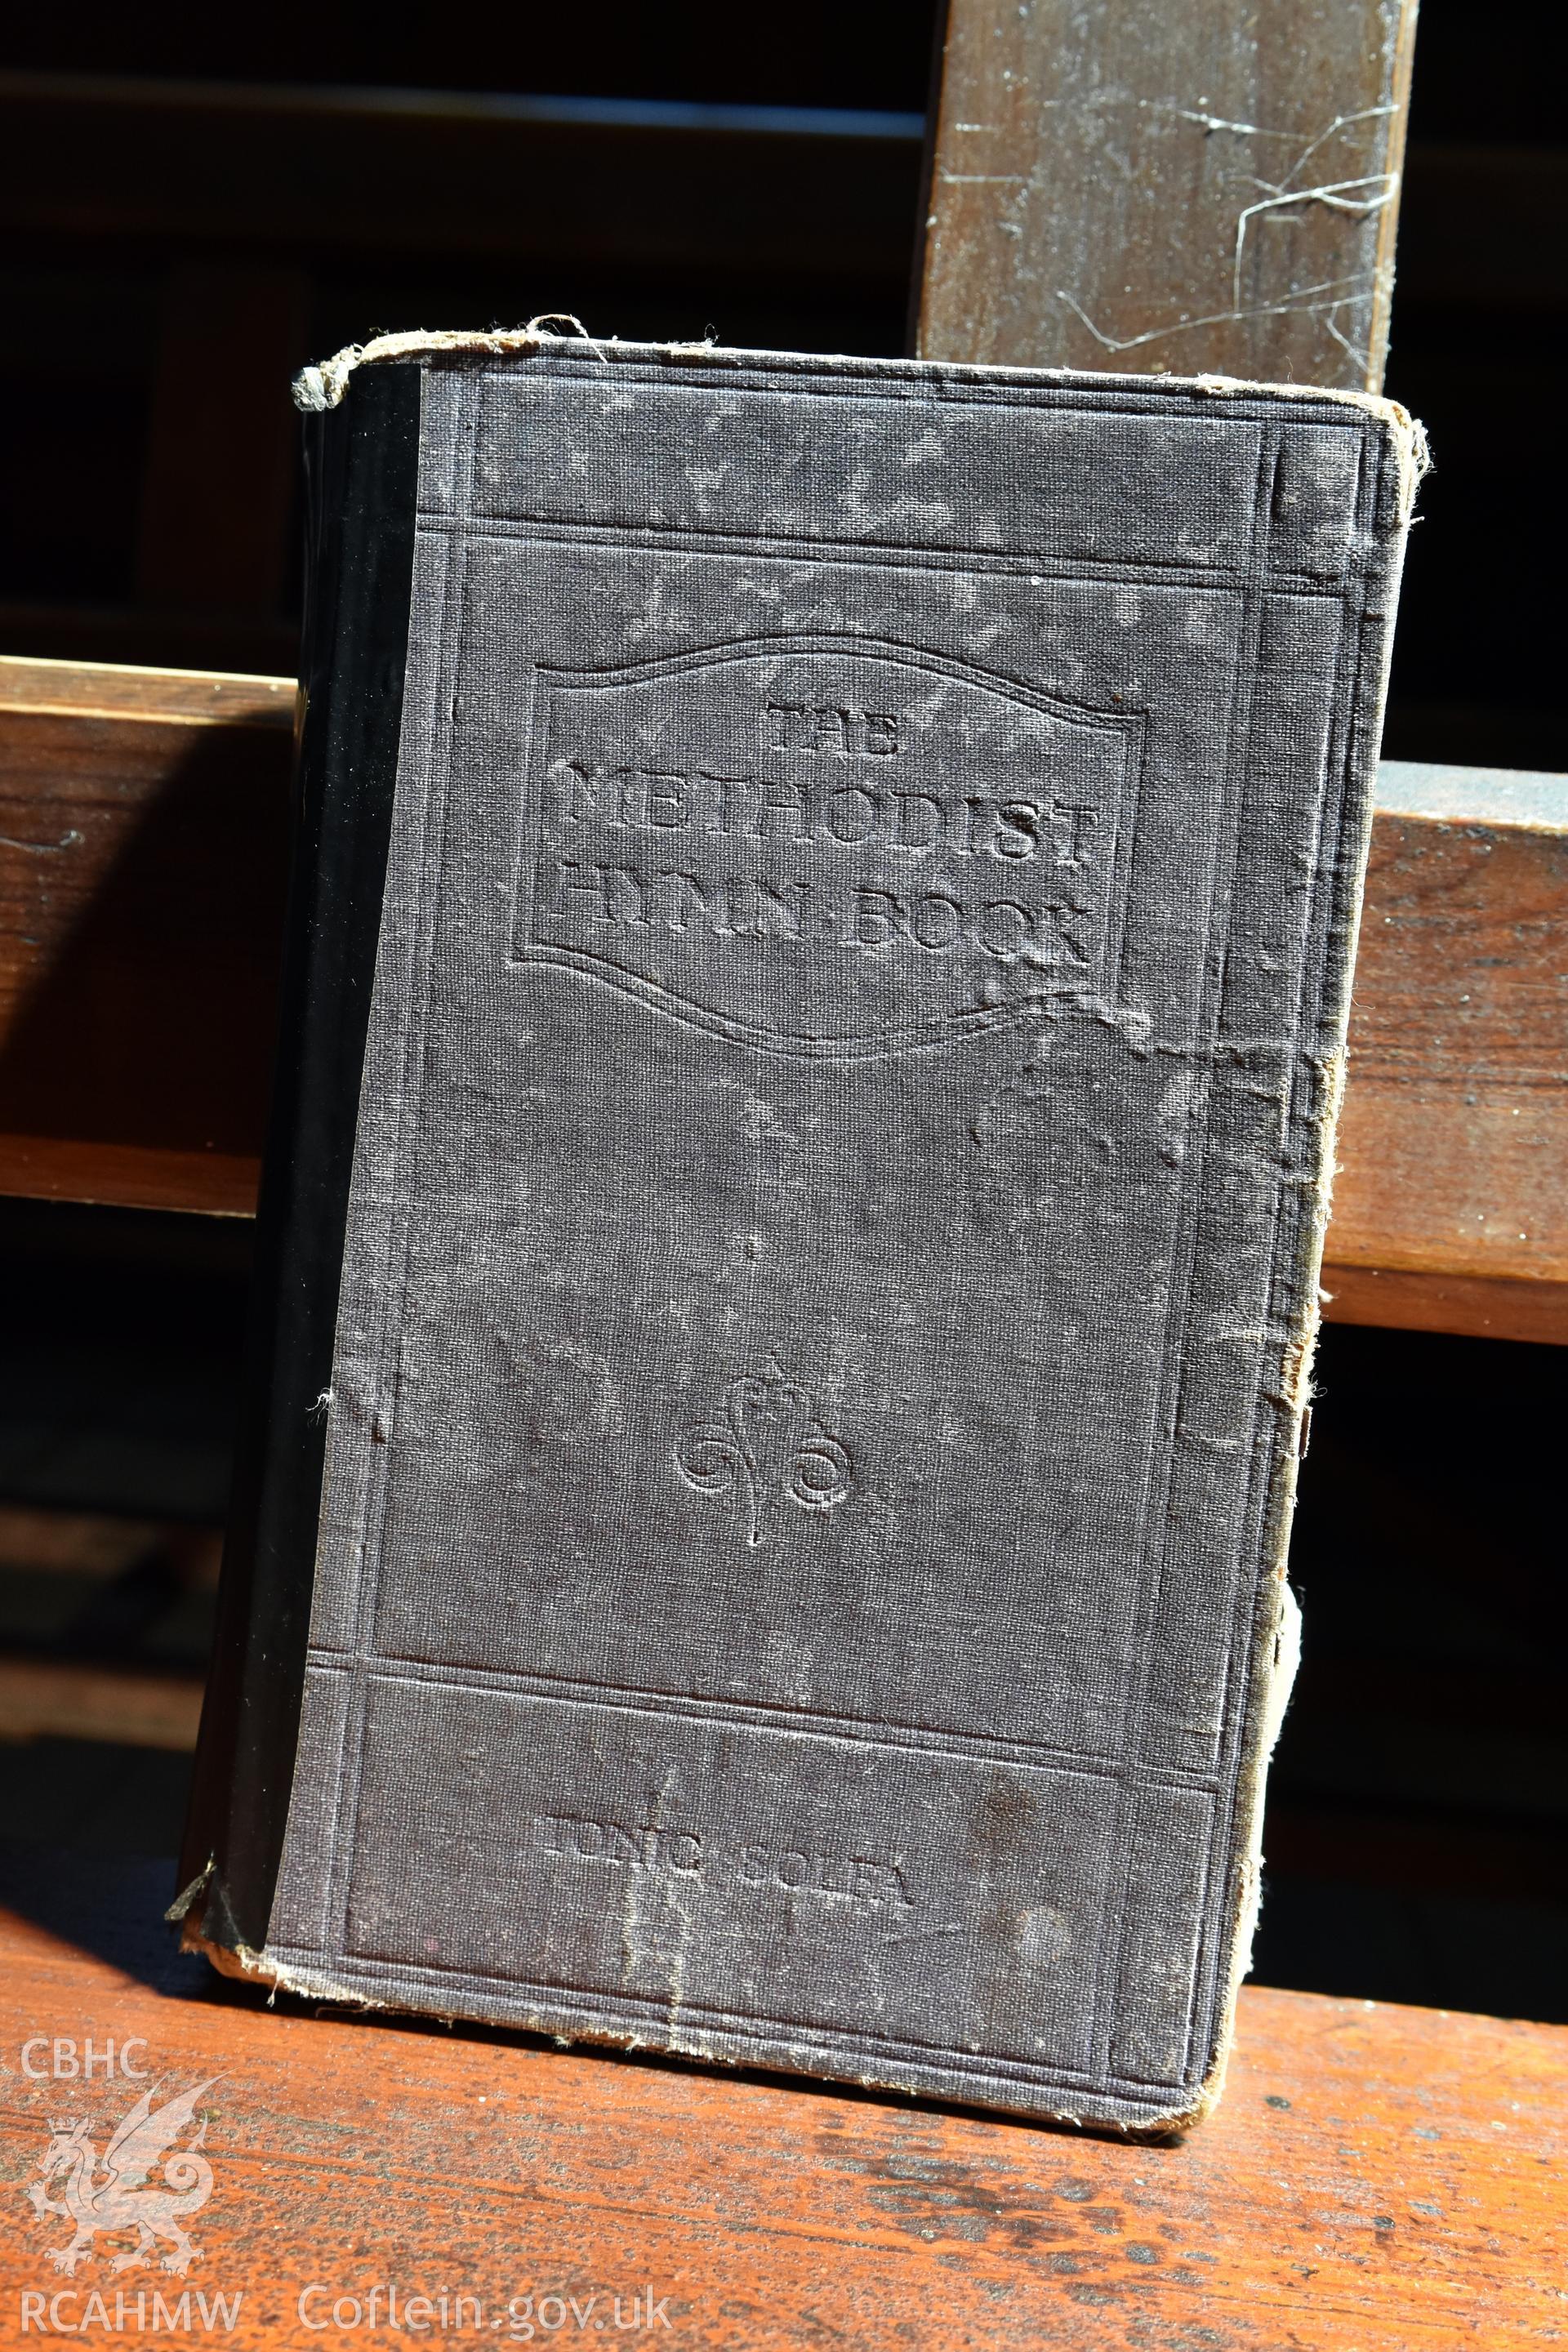 THE
METHODIST
HYMN·BOOK
TONIC SOLFA
CBHC
RCAHMW Coflein.gov.uk